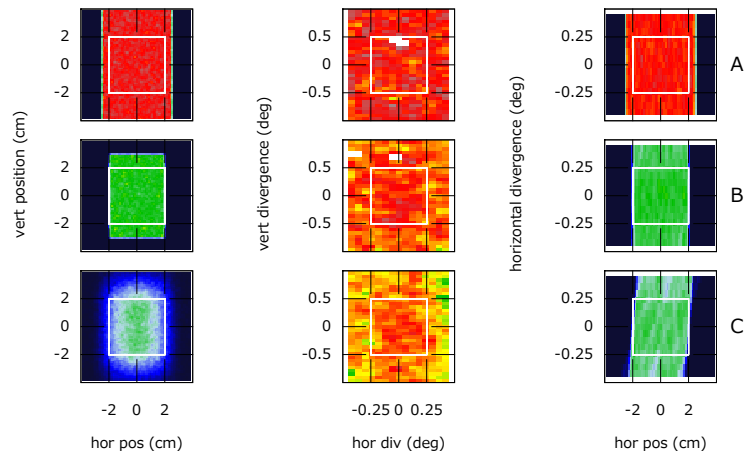 2
0
-2
0.5
0
-0.5
0.25
0
-0.25
A
2
0
-2
0.5
0
-0.5
0.25
0
-0.25
B
2
0
-2
0.5
0
-0.5
0.25
0
-0.25
C
vert position (cm)
vert divergence (deg)
horizontal divergence (deg)
-2 0 2
-0.25 0 0.25
-2 0 2
hor pos (cm)
hor div (deg)
hor pos (cm)